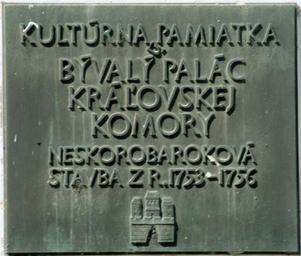 KULTÚRNA PAMIATKA
BÝVALÝ PALÁC
KRÁĽOVSKEJ
KOMORY
NESKOROBAROKOVÁ
STAVBA Z R. 1753-1756